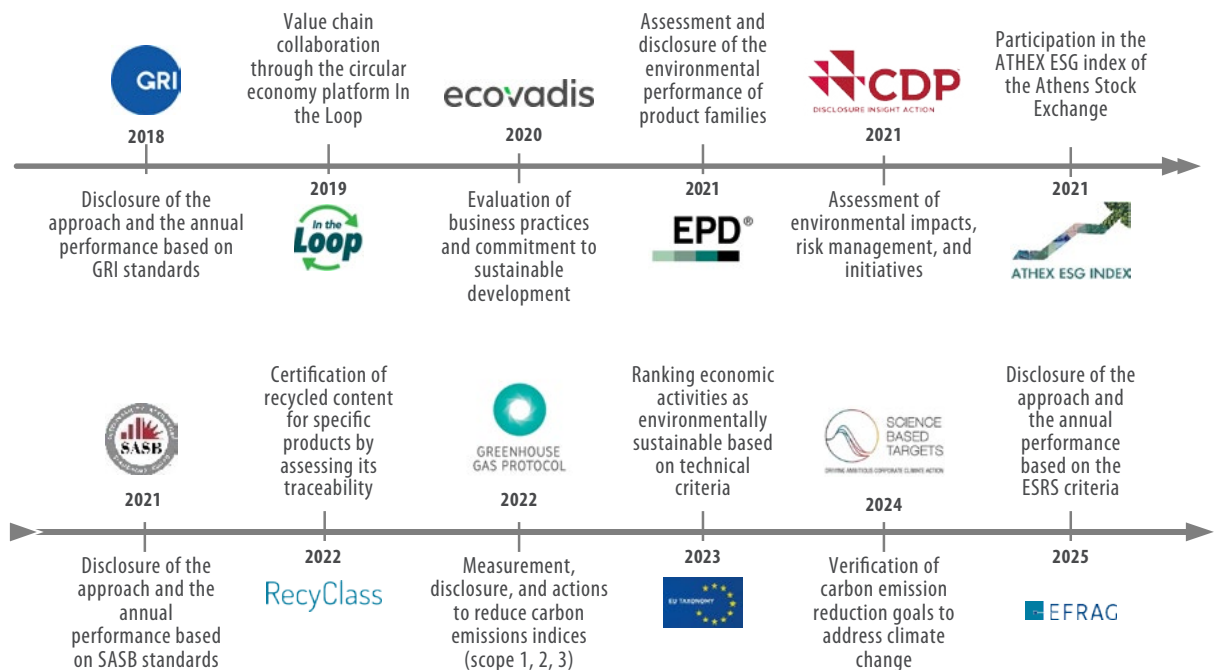 GRI
2018
Disclosure of the
approach and the annual
performance based on
GRI standards
Value chain
collaboration
through the circular
economy platform In
the Loop
2019
In the
Loop
ecovadis
2020
Evaluation of
business practices
and commitment to
sustainable
development
Assessment and
disclosure of the
environmental
performance of
product families
2021
EPD®
CDP
DISCLOSURE INSIGHT ACTION
2021
Assessment of
environmental impacts,
risk management, and
initiatives
Participation in the
ATHEX ESG index of
the Athens Stock
Exchange
2021
ATHEX ESG INDEX
SASB
2021
Disclosure of the
approach and the
annual
performance based
on SASB standards
Certification of
recycled content
for specific
products by
assessing its
traceability
2022
RecyClass
GREENHOUSE
GAS PROTOCOL
2022
Measurement,
disclosure, and actions
to reduce carbon
emissions indices
(scope 1, 2, 3)
Ranking economic
activities as
environmentally
sustainable based
on technical
criteria
2023
EU TAXONOMY
SCIENCE
BASED
TARGETS
DRIVING AMBITIOUS CORPORATE CLIMATE ACTION
2024
Verification of
carbon emission
reduction goals to
address climate
change
Disclosure of the
approach and
the annual
performance
based on the
ESRS criteria
2025
EFRAG